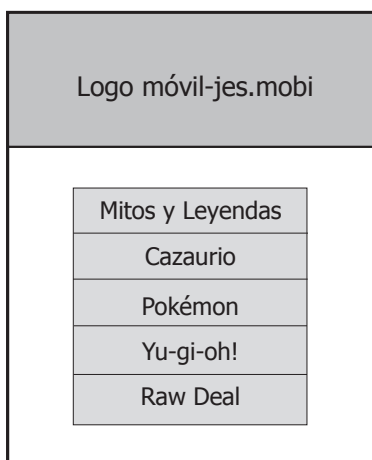 Logo móvil-jes.mobi
Mitos y Leyendas
Cazaurio
Pokémon
Yu-gi-oh!
Raw Deal